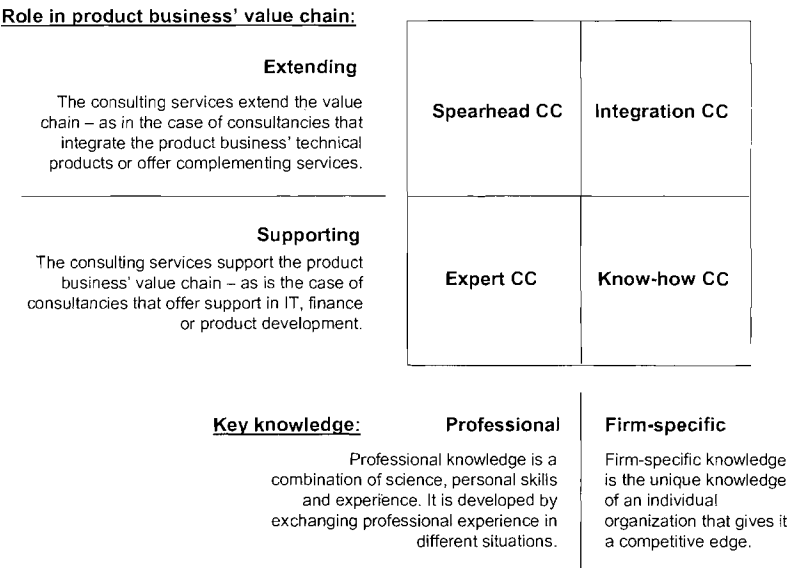 Role in product business' value chain:
Extending
The consulting services extend the value
chain – as in the case of consultancies that
integrate the product business' technical
products or offer complementing services.
Spearhead CC
Integration CC
Supporting
The consulting services support the product
business' value chain – as is the case of
consultancies that offer support in IT, finance
or product development.
Expert CC
Know-how CC
Key knowledge:
Professional
Professional knowledge is a
combination of science, personal skills
and experience. It is developed by
exchanging professional experience in
different situations.
Firm-specific
Firm-specific knowledge
is the unique knowledge
of an individual
organization that gives it
a competitive edge.